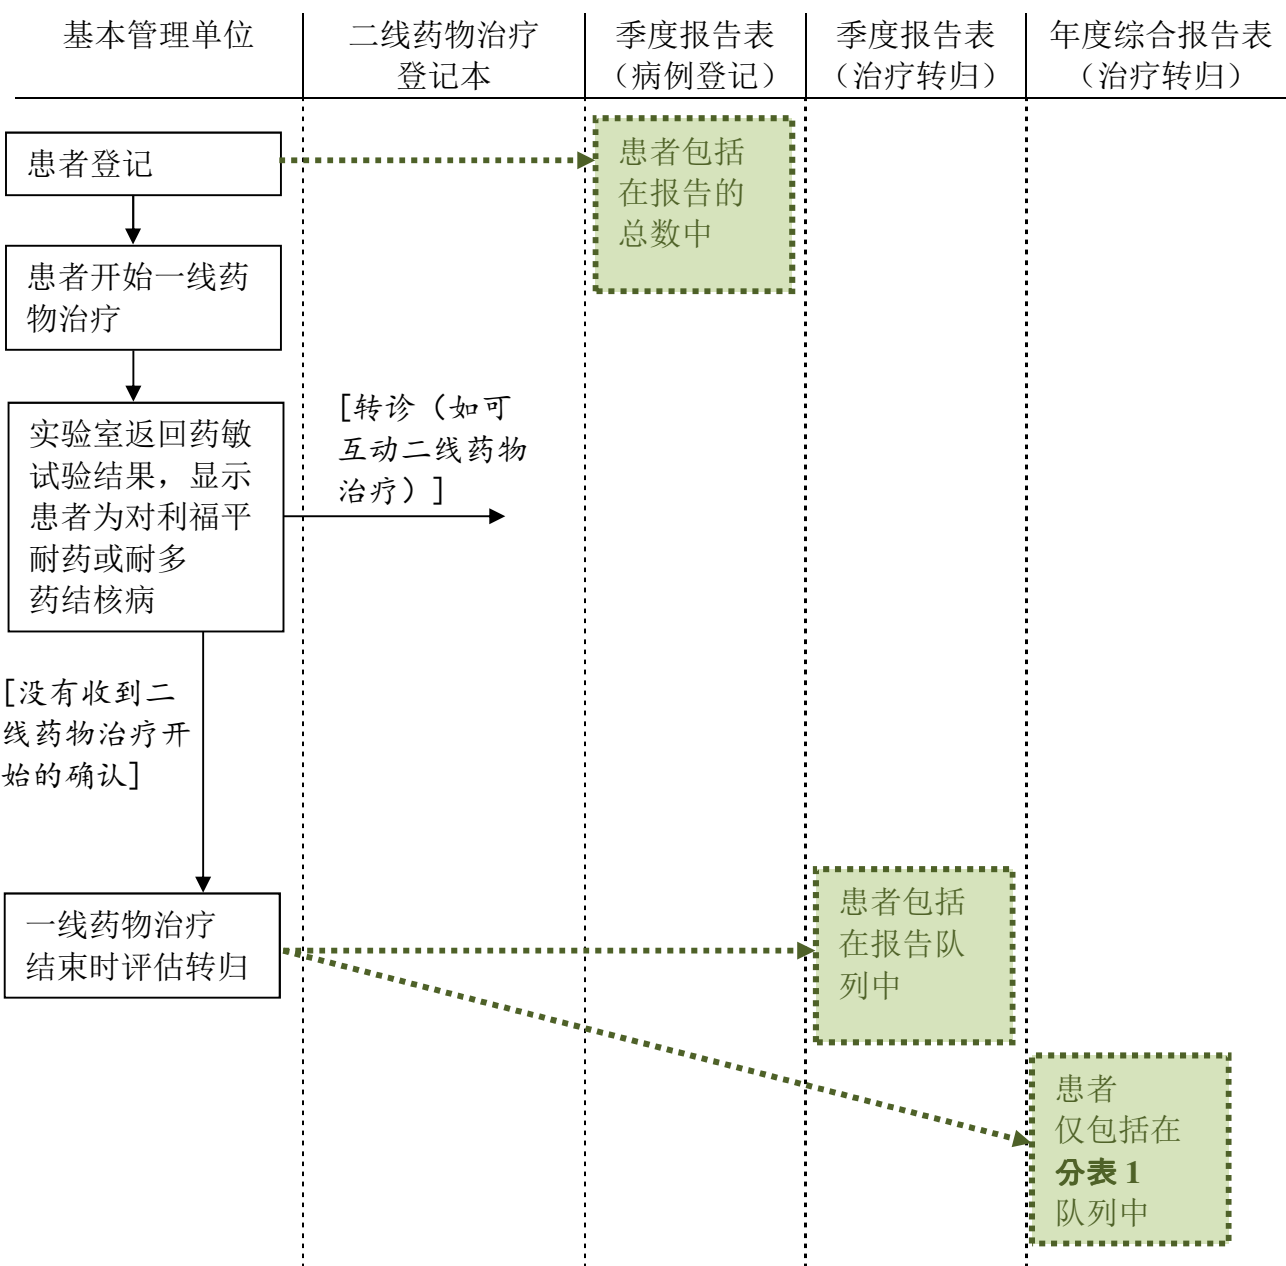 基本管理单位
二线药物治疗
登记本
季度报告表
（病例登记）
季度报告表
（治疗转归）
年度综合报告表
（治疗转归）
患者登记
患者包括
在报告的
总数中
患者开始一线药
物治疗
实验室返回药敏
试验结果，显示
患者为对利福平
耐药或耐多
药结核病
[转诊（如可
互动二线药物
治疗）]
[没有收到二
线药物治疗开
始的确认]
一线药物治疗
结束时评估转归
患者包括
在报告队
列中
患者
仅包括在
分表 1
队列中